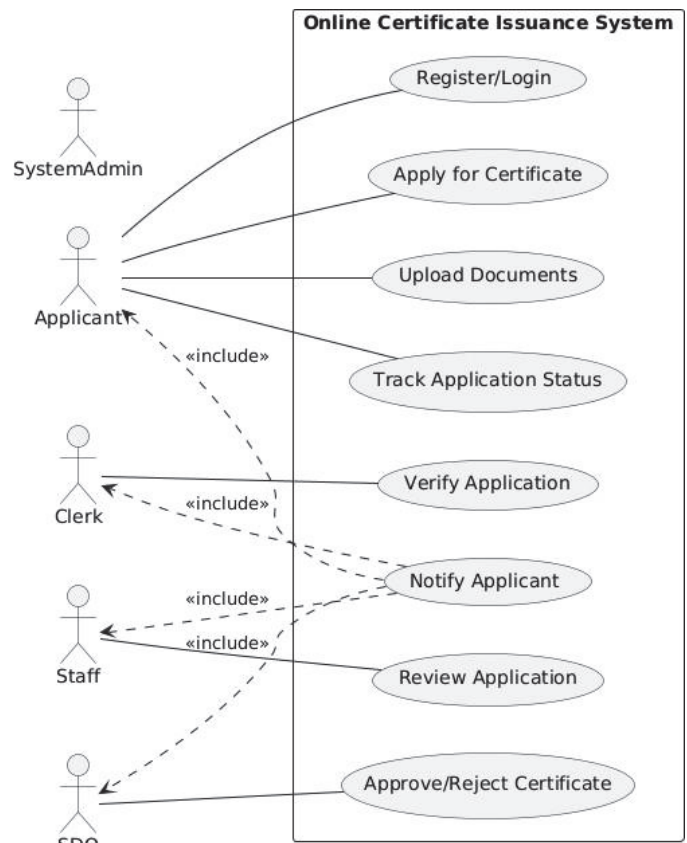 Online Certificate Issuance System
Register/Login
SystemAdmin
Apply for Certificate
Applicant
Upload Documents
«include»
Track Application Status
Clerk
Verify Application
«include»
Notify Applicant
«include»
Staff
«include»
Review Application
Approve/Reject Certificate
SDO